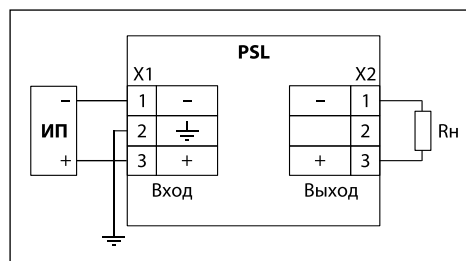 PSL
X1 X2
− 1 − − 1
ИП 2 2 Rн
+ 3 + + 3
Вход Выход